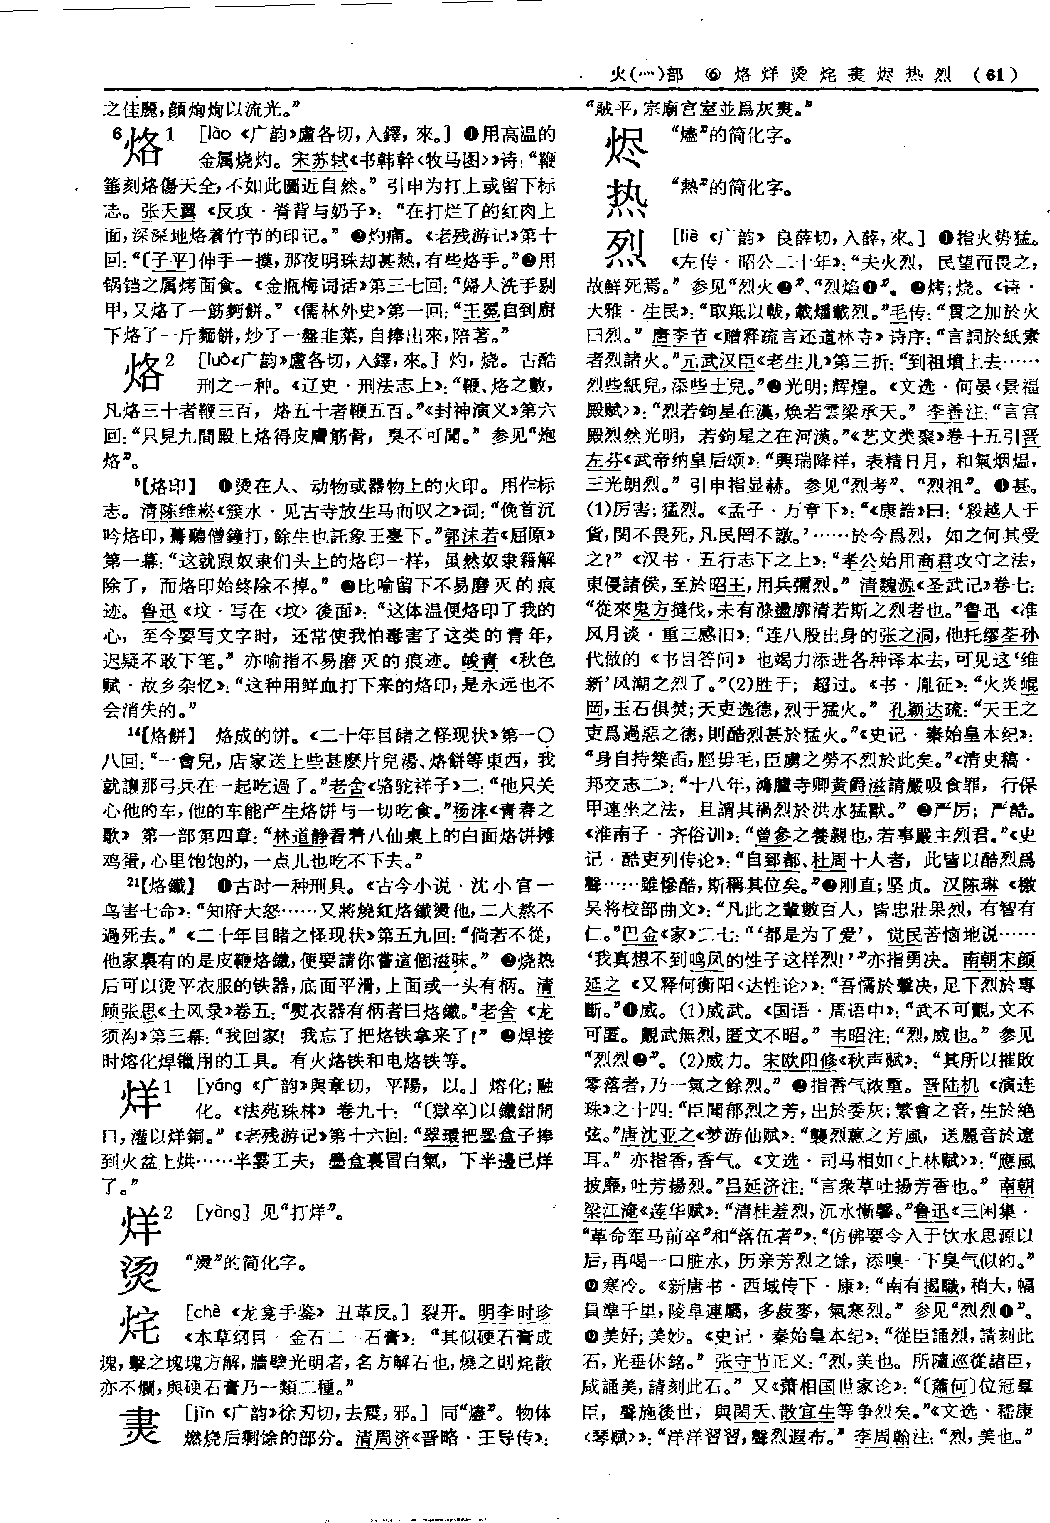 火(灬)部 ⑥ 烙烊烫烢㶳烬热烈 (61)
之佳麗，顔炯炯以流光。”
6 烙1 [lào 《广韵》盧各切，入鐸，來。] ❶用高温的
金属烧灼。宋苏轼《书韩幹〈牧马图〉》诗：“鞭
箠刻烙傷天全，不如此圖近自然。”引申为打上或留下标
志。张天翼《反攻·脊背与奶子》：“在打烂了的红肉上
面，深深地烙着竹节的印记。”❷灼痛。《老残游记》第十
回：“〔子平〕伸手一摸，那夜明珠却甚熱，有些烙手。”❸用
锅铛之属烤面食。《金瓶梅词话》第三七回：“婦人洗手剔
甲，又烙了一筯麪餅。”《儒林外史》第一回：“王冕自到廚
下烙了一斤麵餅，炒了一盤韭菜，自捧出來，陪著。”
烙2 [luò《广韵》盧各切，入鐸，來。] 灼，烧。古酷
刑之一种。《辽史·刑法志上》：“鞭、烙之數，
凡烙三十者鞭三百，烙五十者鞭五百。”《封神演义》第六
回：“只見九間殿上烙得皮膚筋骨，臭不可聞。”参见“炮
烙”。
5【烙印】 ❶烫在人、动物或器物上的火印。用作标
志。清陈维崧《簇水·见古寺放生马而叹之》词：“俛首沉
吟烙印，蓦聽僧鐘打，餘生也託象王臺下。”郭沫若《屈原》
第一幕：“这就跟奴隶们头上的烙印一样，虽然奴隶籍解
除了，而烙印始终除不掉。”❷比喻留下不易磨灭的痕
迹。鲁迅《坟·写在〈坟〉後面》：“这体温便烙印了我的
心，至今要写文字时，还常使我怕毒害了这类的青年，
迟疑不敢下笔。”亦喻指不易磨灭的痕迹。峻青《秋色
赋·故乡杂忆》：“这种用鲜血打下来的烙印，是永远也不
会消失的。”
14【烙餅】 烙成的饼。《二十年目睹之怪现状》第一〇
八回：“一會兒，店家送上些甚麽片兒湯、烙餅等東西，我
就讓那弓兵在一起吃過了。”老舍《骆驼祥子》二：“他只关
心他的车，他的车能产生烙饼与一切吃食。”杨沫《青春之
歌》第一部第四章：“林道静看着八仙桌上的白面烙饼摊
鸡蛋，心里饱饱的，一点儿也吃不下去。”
21【烙鐵】 ❶古时一种刑具。《古今小说·沈小官一
鸟害七命》：“知府大怒……又將燒紅烙鐵燙他，二人熬不
過死去。”《二十年目睹之怪现状》第五九回：“倘若不從，
他家裏有的是皮鞭烙鐵，便要請你嘗這個滋味。”❷烧热
后可以烫平衣服的铁器，底面平滑，上面或一头有柄。清
顾张思《土风录》卷五：“熨衣器有柄者曰烙鐵。”老舍《龙
须沟》第三幕：“我回家！我忘了把烙铁拿来了！”❸焊接
时熔化焊镴用的工具。有火烙铁和电烙铁等。
烊1 [yáng《广韵》與章切，平陽，以。] 熔化；融
化。《法苑珠林》卷九十：“〔獄卒〕以鐵鉗開
口，灌以烊銅。”《老残游记》第十六回：“翠環把墨盒子捧
到火盆上烘……半霎工夫，墨盒裏冒白氣，下半邊已烊
了。”
烊2 [yàng] 见“打烊”。
烫 “燙”的简化字。
烢 [chè《龙龛手鉴》丑革反。] 裂开。明李时珍
《本草纲目·金石二·石膏》：“其似硬石膏成
塊，擊之塊塊方解，牆壁光明者，名方解石也，燒之則烢散
亦不爛，與硬石膏乃一類二種。”
㶳 [jìn《广韵》徐刃切，去震，邪。] 同“燼”。物体
燃烧后剩馀的部分。清周济《晋略·王导传》：
“賊平，宗廟宫室並爲灰㶳。”
烬 “燼”的简化字。
热 “熱”的简化字。
烈 [liè《广韵》良薛切，入薛，來。] ❶指火势猛。
《左传·昭公二十年》：“夫火烈，民望而畏之，
故鲜死焉。”参见“烈火❶”、“烈焰❶”。❷烤；烧。《诗·
大雅·生民》：“取羝以軷，載燔載烈。”毛传：“貫之加於火
曰烈。”唐李节《赠释疏言还道林寺》诗序：“言詞於紙素
者烈諸火。”元武汉臣《老生儿》第三折：“到祖墳上去……
烈些紙兒，添些土兒。”❸光明；辉煌。《文选·何晏〈景福
殿赋〉》：“烈若鉤星在漢，焕若雲梁承天。”李善注：“言宫
殿烈然光明，若鉤星之在河漢。”《艺文类聚》卷十五引晋
左芬《武帝纳皇后颂》：“興瑞降祥，表精日月，和氣烟熅，
三光朗烈。”引申指显赫。参见“烈考”、“烈祖”。❹甚。
(1)厉害；猛烈。《孟子·万章下》：“《康誥》曰：‘殺越人于
貨，閔不畏死，凡民罔不譈。’……於今爲烈，如之何其受
之？”《汉书·五行志下之上》：“孝公始用商君攻守之法，
東侵諸侯，至於昭王，用兵彌烈。”清魏源《圣武记》卷七：
“從來鬼方撻伐，未有滌盪廓清若斯之烈者也。”鲁迅《准
风月谈·重三感旧》：“连八股出身的张之洞，他托缪荃孙
代做的《书目答问》也竭力添进各种译本去，可见这‘维
新’风潮之烈了。”(2)胜于；超过。《书·胤征》：“火炎崐
岡，玉石俱焚；天吏逸德，烈于猛火。”孔颖达疏：“天王之
吏爲過惡之德，則酷烈甚於猛火。”《史记·秦始皇本纪》：
“身自持築臿，脛毋毛，臣虜之勞不烈於此矣。”《清史稿·
邦交志二》：“十八年，鴻臚寺卿黄爵滋請嚴吸食罪，行保
甲連坐之法，且謂其禍烈於洪水猛獸。”❺严厉；严酷。
《淮南子·齐俗训》：“曾參之養親也，若事嚴主烈君。”《史
记·酷吏列传论》：“自郅都、杜周十人者，此皆以酷烈爲
聲……雖慘酷，斯稱其位矣。”❻刚直；坚贞。汉陈琳《檄
吴将校部曲文》：“凡此之輩數百人，皆忠壯果烈，有智有
仁。”巴金《家》二七：“‘都是为了爱’，觉民苦恼地说……
‘我真想不到鸣凤的性子这样烈！’”亦指勇决。南朝宋颜
延之《又释何衡阳〈达性论〉》：“吾懦於擊决，足下烈於專
斷。”❼威。(1)威武。《国语·周语中》：“武不可覿，文不
可匿。覿武無烈，匿文不昭。”韦昭注：“烈，威也。”参见
“烈烈❷”。(2)威力。宋欧阳修《秋声赋》：“其所以摧敗
零落者，乃一氣之餘烈。”❽指香气浓重。晋陆机《演连
珠》之十四：“臣聞郁烈之芳，出於委灰；繁會之音，生於绝
弦。”唐沈亚之《梦游仙赋》：“襲烈蕙之芳風，送麗音於遼
耳。”亦指香，香气。《文选·司马相如〈上林赋〉》：“應風
披靡，吐芳揚烈。”吕延济注：“言衆草吐揚芳香也。”南朝
梁江淹《莲华赋》：“清桂羞烈，沉水慚馨。”鲁迅《三闲集·
“革命军马前卒”和“落伍者”》：“仿佛要令人于饮水思源以
后，再喝一口脏水，历亲芳烈之馀，添嗅一下臭气似的。”
❾寒冷。《新唐书·西域传下·康》：“南有揭職，稍大，幅
員準千里，陵阜連屬，多菽麥，氣寒烈。”参见“烈烈❶”。
❿美好；美妙。《史记·秦始皇本纪》：“從臣誦烈，請刻此
石，光垂休銘。”张守节正义：“烈，美也。所隨巡從諸臣，
咸誦美，請刻此石。”又《萧相国世家论》：“〔蕭何〕位冠羣
臣，聲施後世，與閎夭、散宜生等争烈矣。”《文选·嵇康
〈琴赋〉》：“洋洋習習，聲烈遐布。”李周翰注：“烈，美也。”